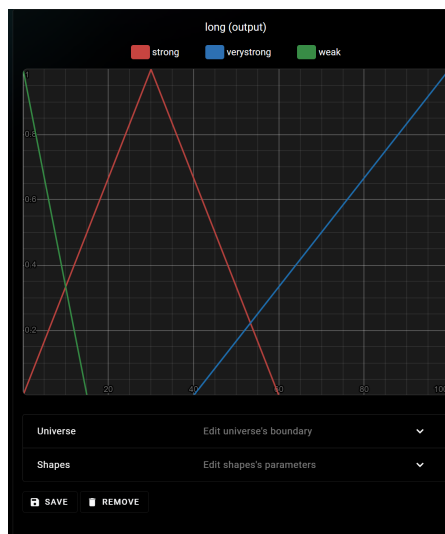 long (output)
strong verystrong weak
1
0.8
0.6
0.4
0.2
20 40 60 80 100
Universe Edit universe's boundary
Shapes Edit shapes's parameters
SAVE REMOVE